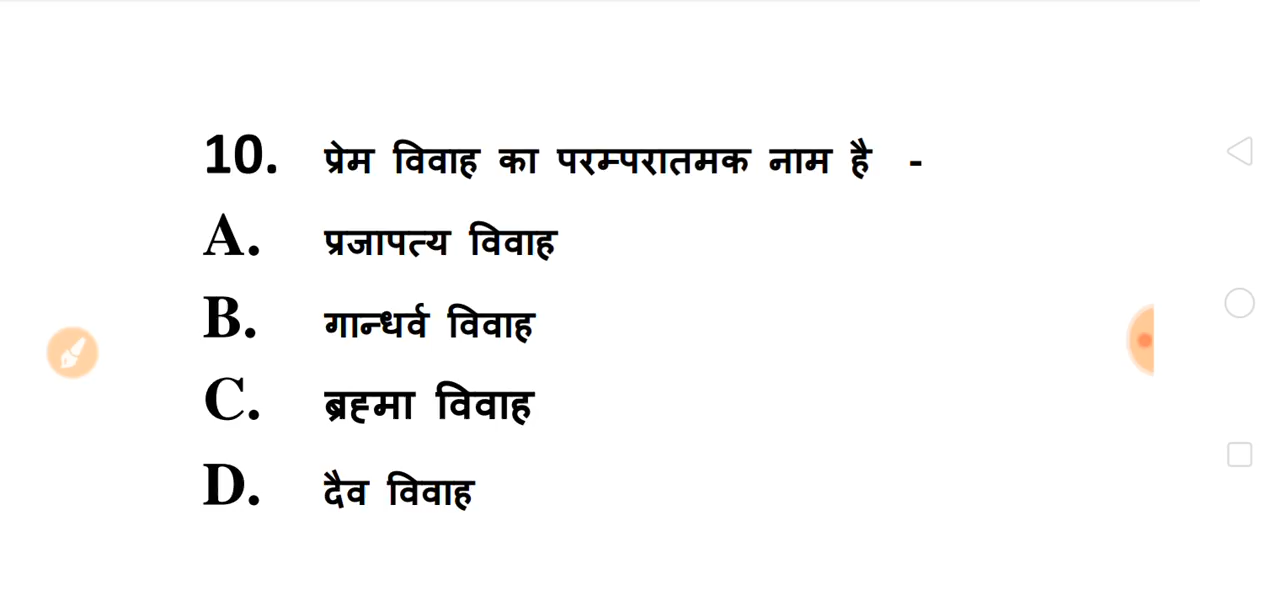 10. प्रेम विवाह का परम्परातमक नाम है -
A. प्रजापत्य विवाह
B. गान्धर्व विवाह
C. ब्रह्मा विवाह
D. दैव विवाह